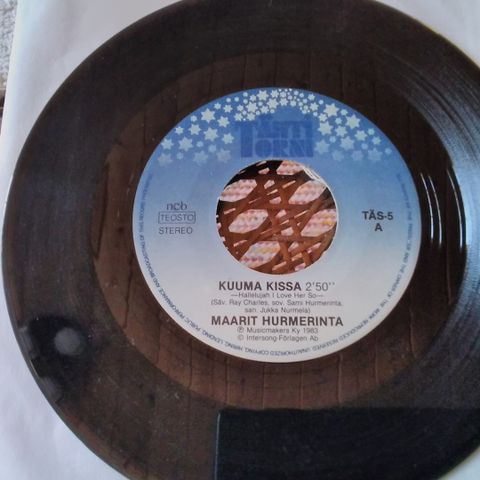 TÄHTI
TORNI
ncb
TEOSTO
STEREO
TÄS-5
A
KUUMA KISSA 2'50''
—Hallelujah I Love Her So—
(Säv. Ray Charles, sov. Sami Hurmerinta,
san. Jukka Nurmela)
MAARIT HURMERINTA
Ⓟ Musicmakers Ky 1983
© Intersong-Förlagen Ab